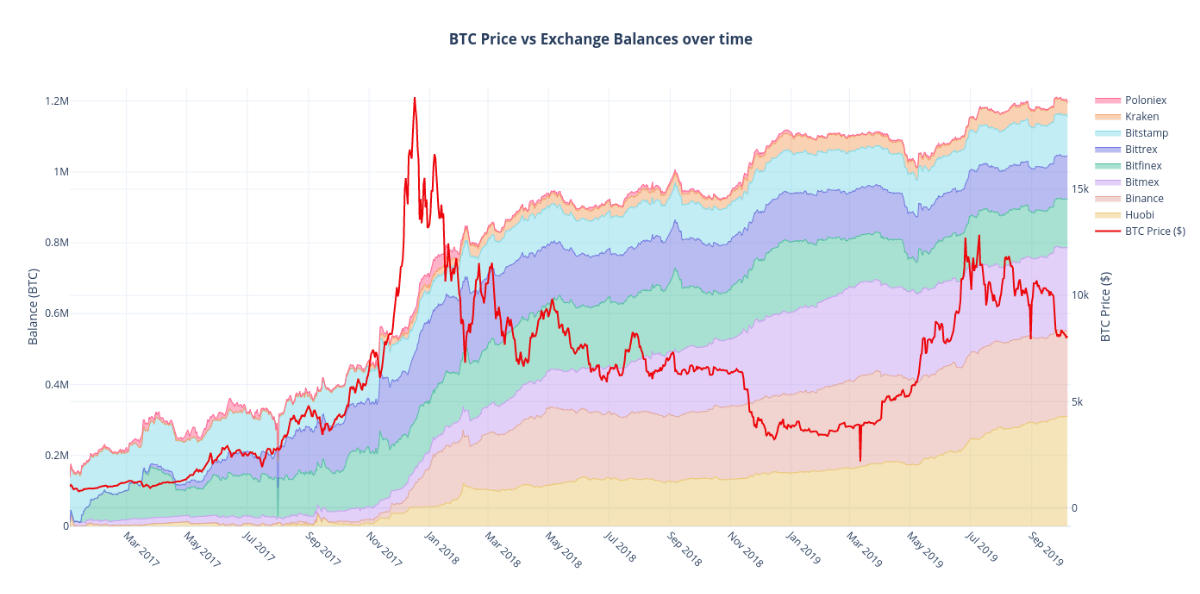 BTC Price vs Exchange Balances over time
Balance (BTC)
1.2M
1M
0.8M
0.6M
0.4M
0.2M
0
Mar 2017
May 2017
Jul 2017
Sep 2017
Nov 2017
Jan 2018
Mar 2018
May 2018
Jul 2018
Sep 2018
Nov 2018
Jan 2019
Mar 2019
May 2019
Jul 2019
Sep 2019
15k
10k
5k
0
BTC Price ($)
Poloniex
Kraken
Bitstamp
Bittrex
Bitfinex
Bitmex
Binance
Huobi
BTC Price ($)